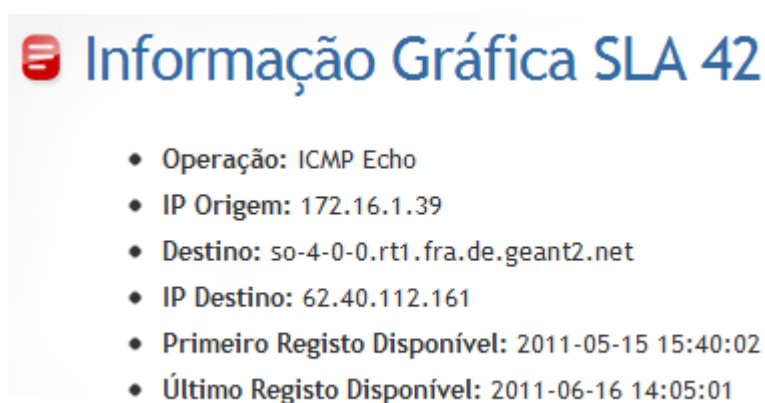 Informação Gráfica SLA 42
Operação: ICMP Echo
IP Origem: 172.16.1.39
Destino: so-4-0-0.rt1.fra.de.geant2.net
IP Destino: 62.40.112.161
Primeiro Registo Disponível: 2011-05-15 15:40:02
Último Registo Disponível: 2011-06-16 14:05:01